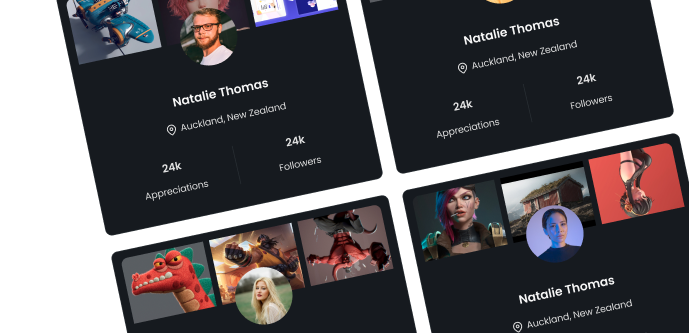 Natalie Thomas
Auckland, New Zealand
24k
Appreciations
24k
Followers
Natalie Thomas
Auckland, New Zealand
24k
Appreciations
24k
Followers
Natalie Thomas
Auckland, New Zealand